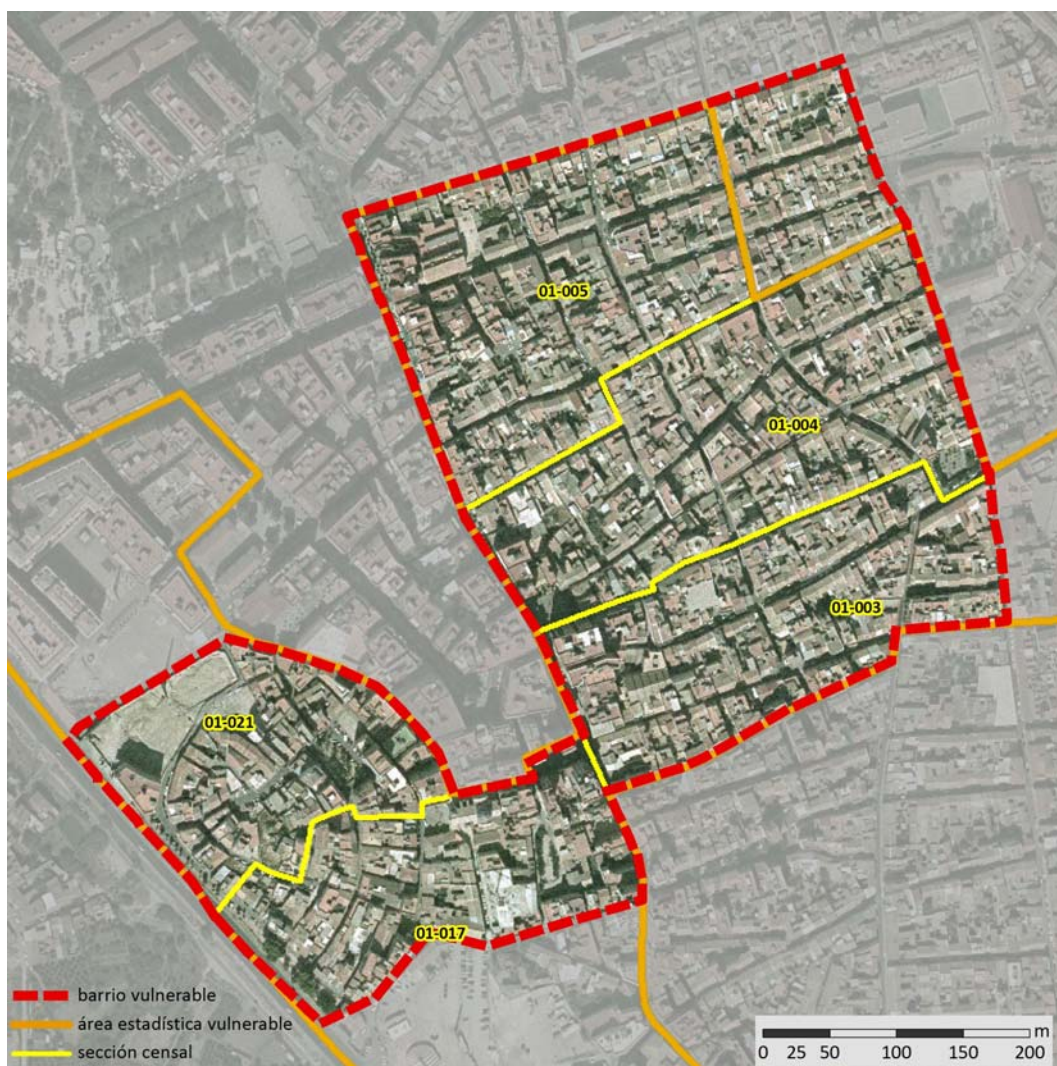 01-005
01-004
01-003
01-021
01-017
barrio vulnerable
área estadística vulnerable
sección censal
m
0 25 50 100 150 200